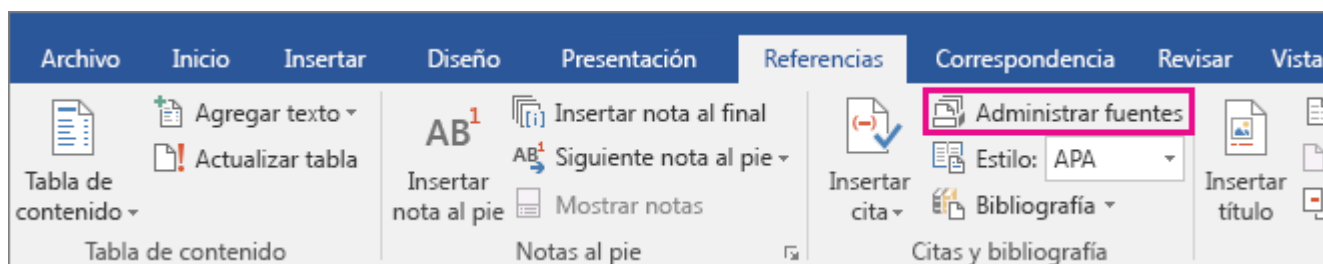 Archivo Inicio Insertar Diseño Presentación Referencias Correspondencia Revisar Vista
Tabla de
contenido
Agregar texto
Actualizar tabla
Tabla de contenido
AB1
Insertar
nota al pie
[i] Insertar nota al final
AB1 Siguiente nota al pie
Mostrar notas
Notas al pie
(-)
Insertar
cita
Administrar fuentes
Estilo: APA
Bibliografía
Citas y bibliografía
Insertar
título